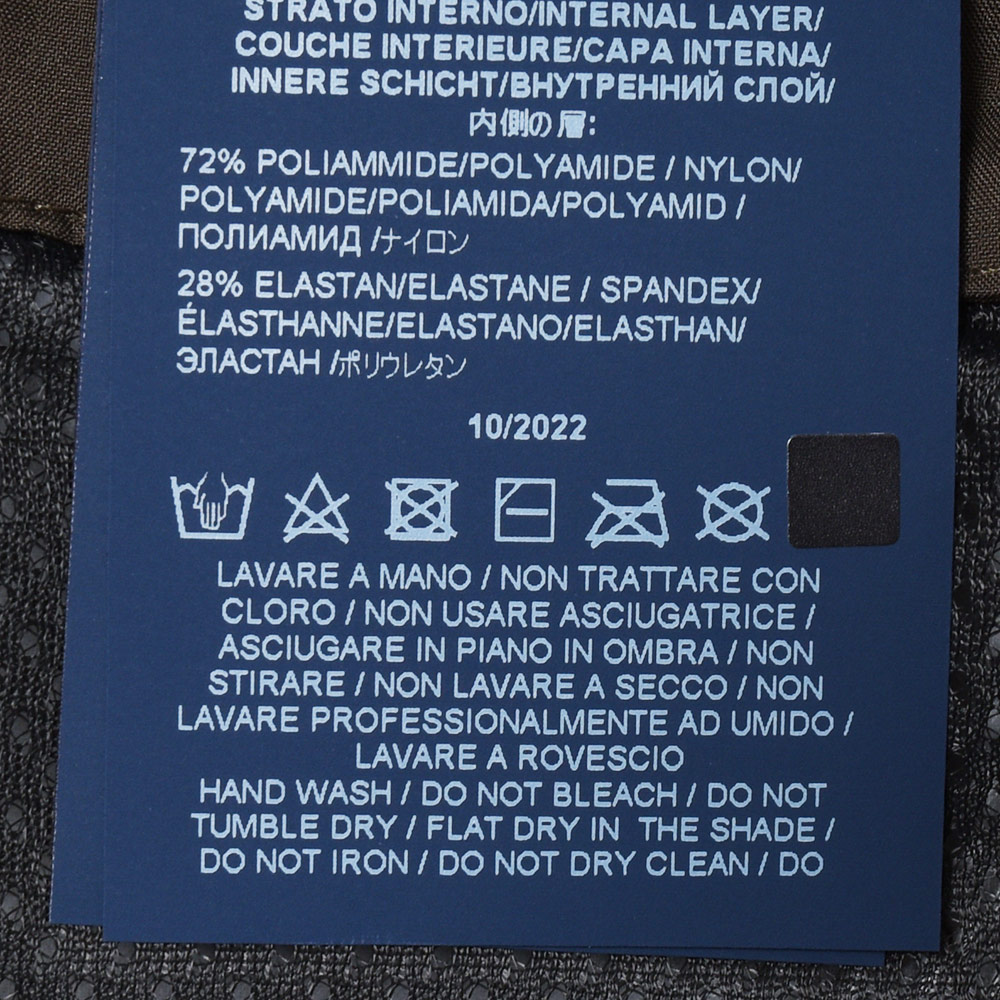 STRATO INTERNO/INTERNAL LAYER/
COUCHE INTERIEURE/CAPA INTERNA/
INNERE SCHICHT/ВНУТРЕННИЙ СЛОЙ/
内側の層:
72% POLIAMMIDE/POLYAMIDE / NYLON/
POLYAMIDE/POLIAMIDA/POLYAMID /
ПОЛИАМИД /ナイロン
28% ELASTAN/ELASTANE / SPANDEX/
ÉLASTHANNE/ELASTANO/ELASTHAN/
ЭЛАСТАН /ポリウレタン
10/2022
LAVARE A MANO / NON TRATTARE CON
CLORO / NON USARE ASCIUGATRICE /
ASCIUGARE IN PIANO IN OMBRA / NON
STIRARE / NON LAVARE A SECCO / NON
LAVARE PROFESSIONALMENTE AD UMIDO /
LAVARE A ROVESCIO
HAND WASH / DO NOT BLEACH / DO NOT
TUMBLE DRY / FLAT DRY IN THE SHADE /
DO NOT IRON / DO NOT DRY CLEAN / DO